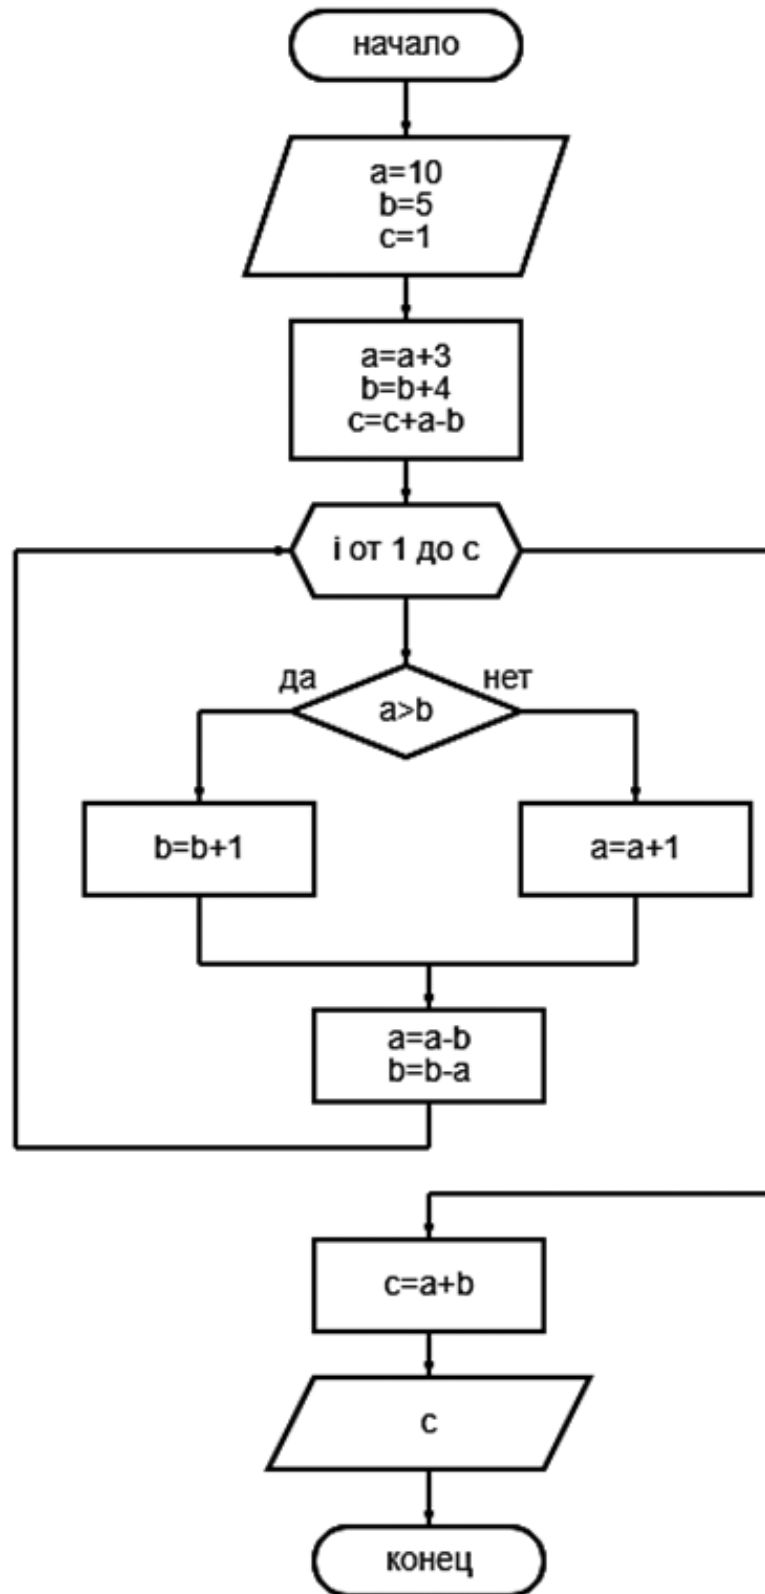 начало
a=10
b=5
c=1
a=a+3
b=b+4
c=c+a-b
i от 1 до c
да
нет
a>b
b=b+1
a=a+1
a=a-b
b=b-a
c=a+b
c
конец